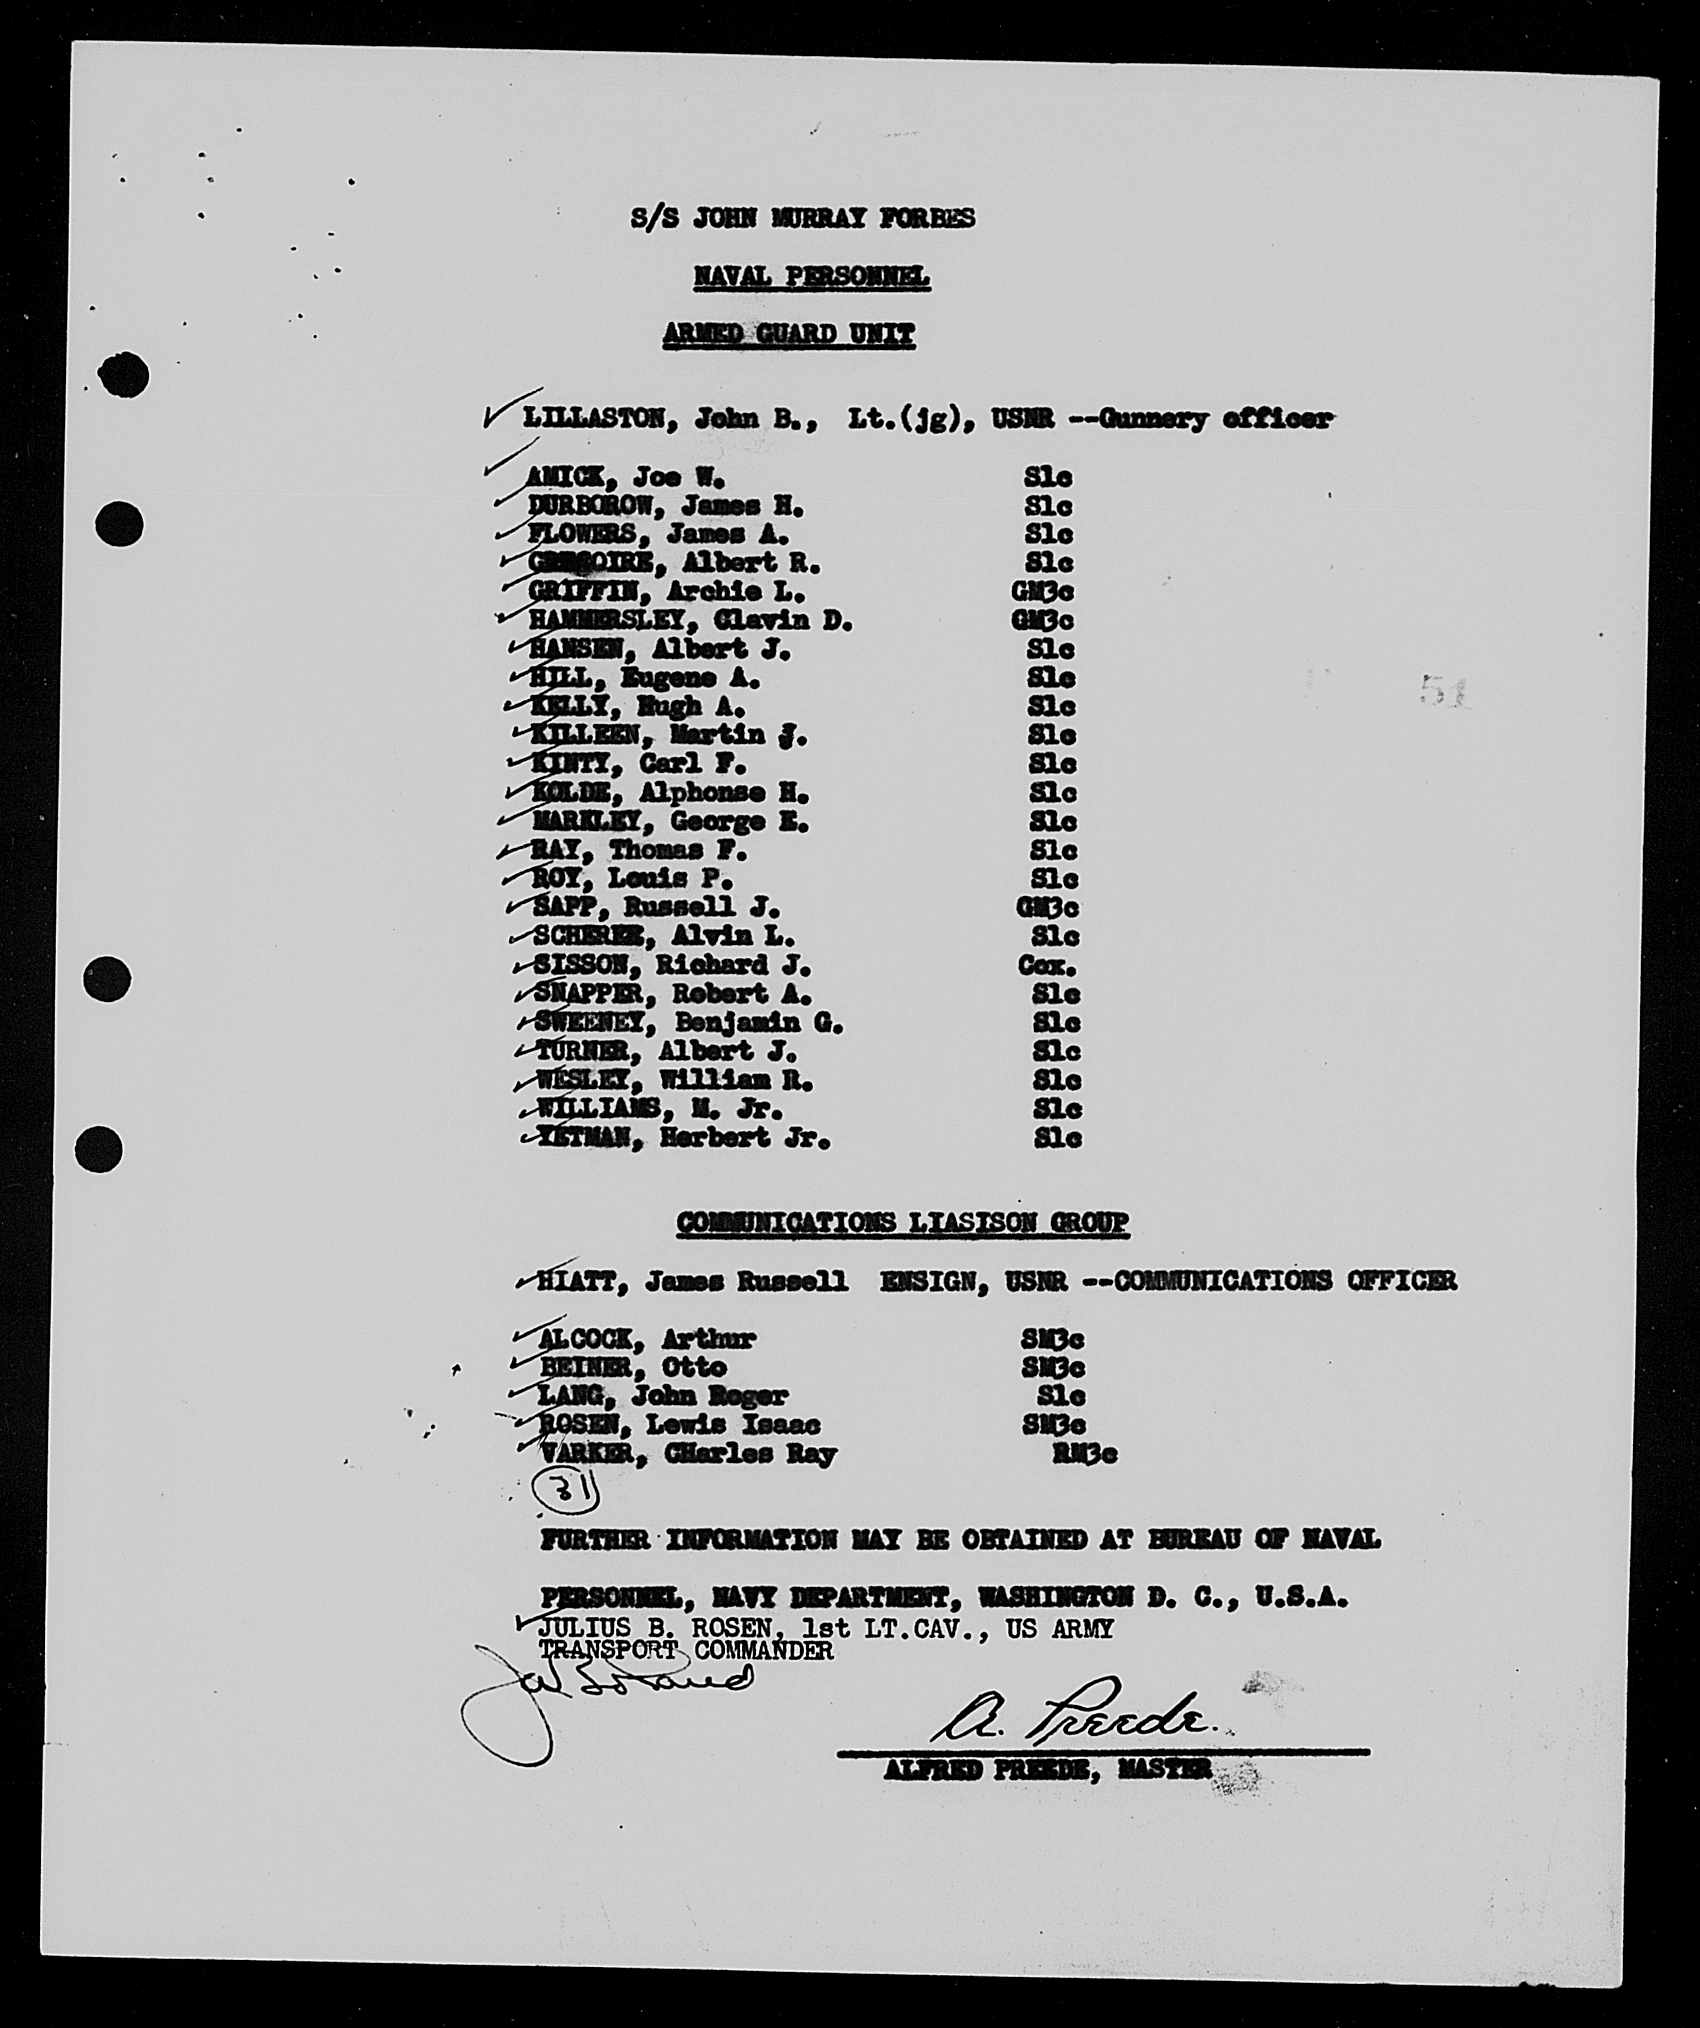 S/S JOHN MURRAY FORBES
NAVAL PERSONNEL
ARMED GUARD UNIT
LILLASTON, John B., Lt.(jg), USNR --Gunnery officer
AMICK, Joe W. S1c
DURBOROW, James H. S1c
FLOWERS, James A. S1c
GREGOIRE, Albert R. S1c
GRIFFIN, Archie L. GM3c
HAMMERSLEY, Clavin D. GM3c
HANSEN, Albert J. S1c
HILL, Eugene A. S1c
KELLY, Hugh A. S1c
KILLEEN, Martin J. S1c
KINTY, Carl F. S1c
KOLDE, Alphonse H. S1c
MARKLEY, George E. S1c
RAY, Thomas F. S1c
ROY, Louis P. S1c
SAPP, Russell J. GM3c
SCHERER, Alvin L. S1c
SISSON, Richard J. Cox.
SNAPPER, Robert A. S1c
SWEENEY, Benjamin G. S1c
TURNER, Albert J. S1c
WESLEY, William R. S1c
WILLIAMS, M. Jr. S1c
YETMAN, Herbert Jr. S1c
51
COMMUNICATIONS LIASISON GROUP
HIATT, James Russell ENSIGN, USNR --COMMUNICATIONS OFFICER
ALCOCK, Arthur SM3c
BEINER, Otto SM3c
LANG, John Roger S1c
ROSEN, Lewis Isaac SM3c
VARKER, CHarles Ray RM3c
31
FURTHER INFORMATION MAY BE OBTAINED AT BUREAU OF NAVAL
PERSONNEL, NAVY DEPARTMENT, WASHINGTON D. C., U.S.A.
JULIUS B. ROSEN, 1st LT.CAV., US ARMY
TRANSPORT COMMANDER
A. Preede.
ALFRED PREEDE, MASTER